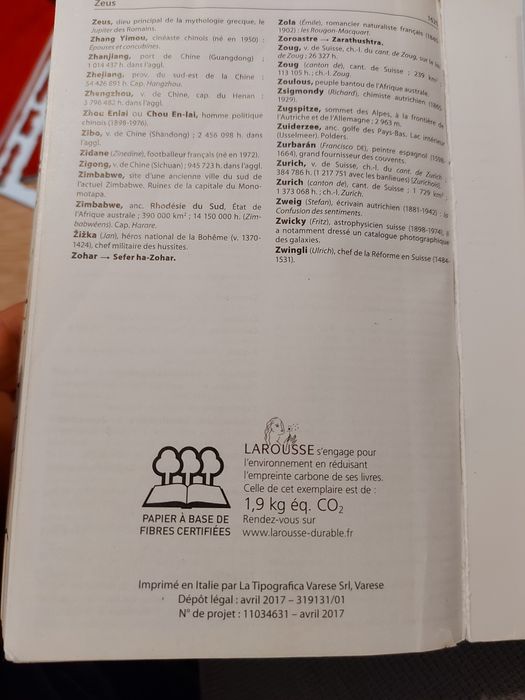 Zeus
Zeus, dieu principal de la mythologie grecque, le
Jupiter des Romains.
Zhang Yimou, cinéaste chinois (né en 1950) :
Épouses et concubines.
Zhanjiang, port de Chine (Guangdong) ;
1 014 437 h. dans l'aggl.
Zhejiang, prov. du sud-est de la Chine ;
54 426 891 h. Cap. Hangzhou.
Zhengzhou, v. de Chine, cap. du Henan ;
3 796 482 h. dans l'aggl.
Zhou Enlai ou Chou En-lai, homme politique
chinois (1898-1976).
Zibo, v. de Chine (Shandong) ; 2 456 098 h. dans
l'aggl.
Zidane (Zinedine), footballeur français (né en 1972).
Zigong, v. de Chine (Sichuan) ; 945 723 h. dans l'aggl.
Zimbabwe, site d'une ancienne ville du sud de
l'actuel Zimbabwe. Ruines de la capitale du Mono-
motapa.
Zimbabwe, anc. Rhodésie du Sud, État de
l'Afrique australe ; 390 000 km² ; 14 150 000 h. (Zim-
babwéens). Cap. Harare.
Žižka (Jan), héros national de la Bohême (v. 1370-
1424), chef militaire des hussites.
Zohar → Sefer ha-Zohar.
Zola (Émile), romancier naturaliste français (1840-
1902) : les Rougon-Macquart.
Zoroastre → Zarathushtra.
Zoug, v. de Suisse, ch.-l. du cant. de Zoug, sur le lac
de Zoug ; 26 327 h.
Zoug (canton de), cant. de Suisse ; 239 km² ;
113 105 h. ; ch.-l. Zoug.
Zoulous, peuple bantou de l'Afrique australe.
Zsigmondy (Richard), chimiste autrichien (1865-
1929).
Zugspitze, sommet des Alpes, à la frontière de
l'Autriche et de l'Allemagne ; 2 963 m.
Zuiderzee, anc. golfe des Pays-Bas. Lac intérieur
(IJsselmeer). Polders.
Zurbarán (Francisco DE), peintre espagnol (1598-
1664), grand fournisseur des couvents.
Zurich, v. de Suisse, ch.-l. du cant. de Zurich ;
384 786 h. (1 217 751 avec les banlieues) (Zurichois).
Zurich (canton de), cant. de Suisse ; 1 729 km² ;
1 373 068 h. ; ch.-l. Zurich.
Zweig (Stefan), écrivain autrichien (1881-1942) : la
Confusion des sentiments.
Zwicky (Fritz), astrophysicien suisse (1898-1974), il
a notamment dressé un catalogue photographique
des galaxies.
Zwingli (Ulrich), chef de la Réforme en Suisse (1484-
1531).
PAPIER À BASE DE
FIBRES CERTIFIÉES
LAROUSSE s'engage pour
l'environnement en réduisant
l'empreinte carbone de ses livres.
Celle de cet exemplaire est de :
1,9 kg éq. CO₂
Rendez-vous sur
www.larousse-durable.fr
Imprimé en Italie par La Tipografica Varese Srl, Varese
Dépôt légal : avril 2017 – 319131/01
N° de projet : 11034631 – avril 2017